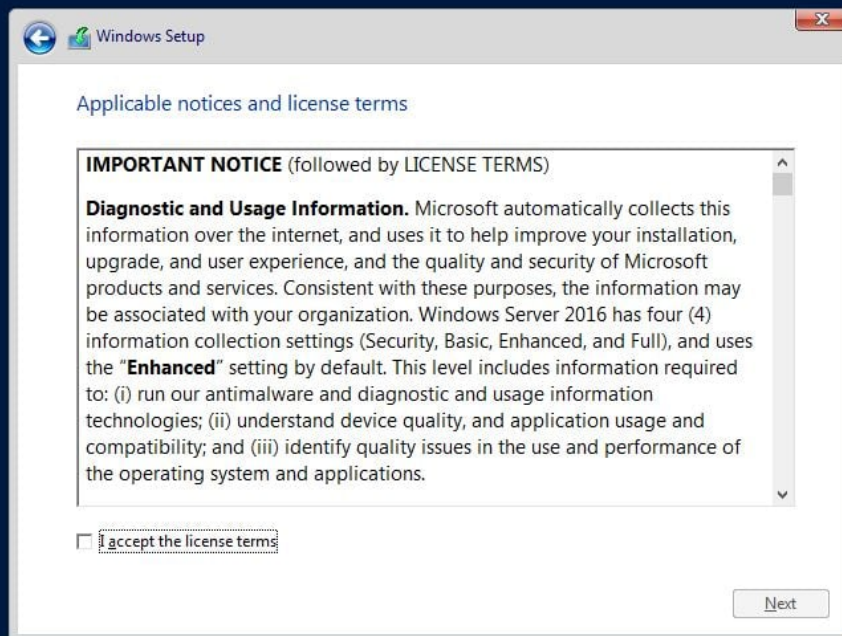 Windows Setup
Applicable notices and license terms
IMPORTANT NOTICE (followed by LICENSE TERMS)
Diagnostic and Usage Information. Microsoft automatically collects this
information over the internet, and uses it to help improve your installation,
upgrade, and user experience, and the quality and security of Microsoft
products and services. Consistent with these purposes, the information may
be associated with your organization. Windows Server 2016 has four (4)
information collection settings (Security, Basic, Enhanced, and Full), and uses
the “Enhanced” setting by default. This level includes information required
to: (i) run our antimalware and diagnostic and usage information
technologies; (ii) understand device quality, and application usage and
compatibility; and (iii) identify quality issues in the use and performance of
the operating system and applications.
I accept the license terms
Next